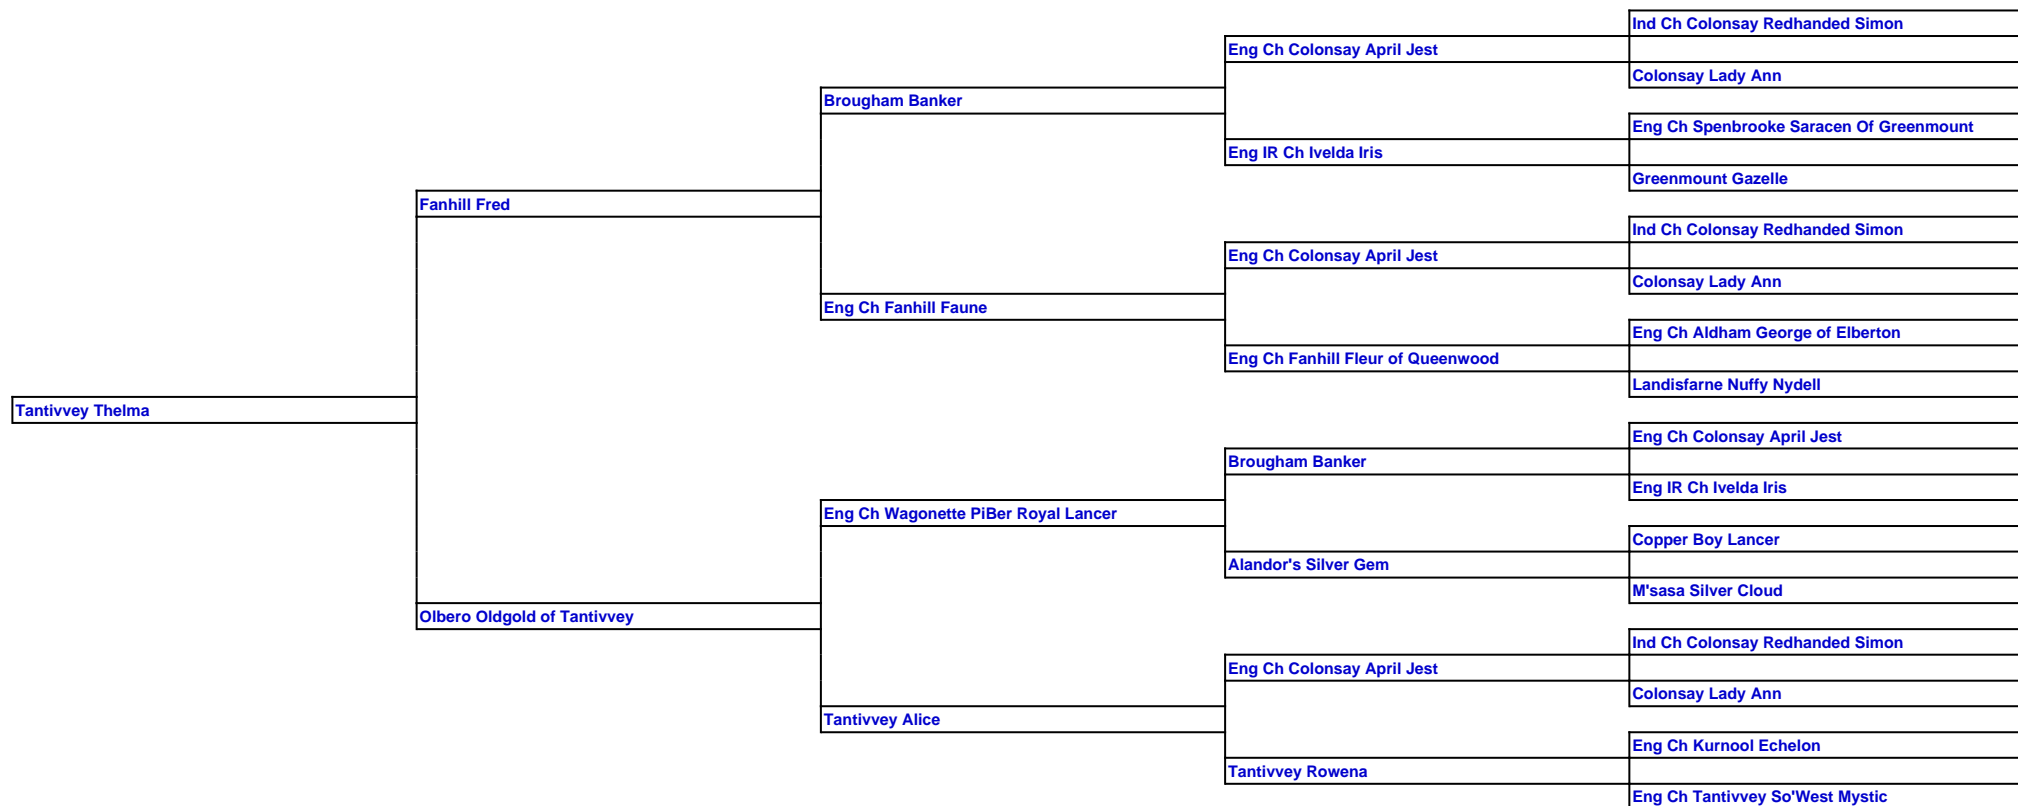 Ind Ch Colonsay Redhanded Simon
Eng Ch Colonsay April Jest
Colonsay Lady Ann
Brougham Banker
Eng Ch Spenbrooke Saracen Of Greenmount
Eng IR Ch Ivelda Iris
Greenmount Gazelle
Fanhill Fred
Ind Ch Colonsay Redhanded Simon
Eng Ch Colonsay April Jest
Colonsay Lady Ann
Eng Ch Fanhill Faune
Eng Ch Aldham George of Elberton
Eng Ch Fanhill Fleur of Queenwood
Landisfarne Nuffy Nydell
Tantivvey Thelma
Eng Ch Colonsay April Jest
Brougham Banker
Eng IR Ch Ivelda Iris
Eng Ch Wagonette PiBer Royal Lancer
Copper Boy Lancer
Alandor's Silver Gem
M'sasa Silver Cloud
Olbero Oldgold of Tantivvey
Ind Ch Colonsay Redhanded Simon
Eng Ch Colonsay April Jest
Colonsay Lady Ann
Tantivvey Alice
Eng Ch Kurnool Echelon
Tantivvey Rowena
Eng Ch Tantivvey So'West Mystic